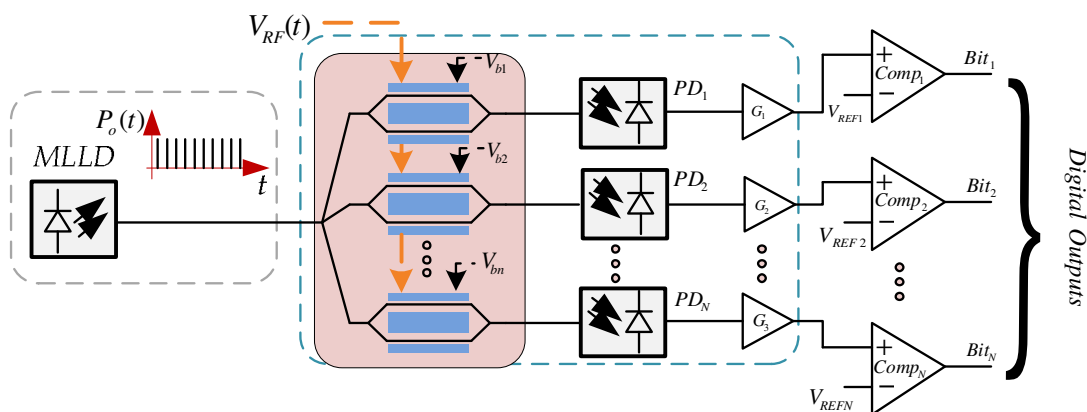 V_RF(t)
V_b1
P_o(t)
MLLD
t
V_b2
V_bn
PD_1
PD_2
PD_N
G_1
G_2
G_3
V_REF1
V_REF 2
V_REFN
+
Comp_1
−
+
Comp_2
−
+
Comp_N
−
Bit_1
Bit_2
Bit_N
Digital Outputs